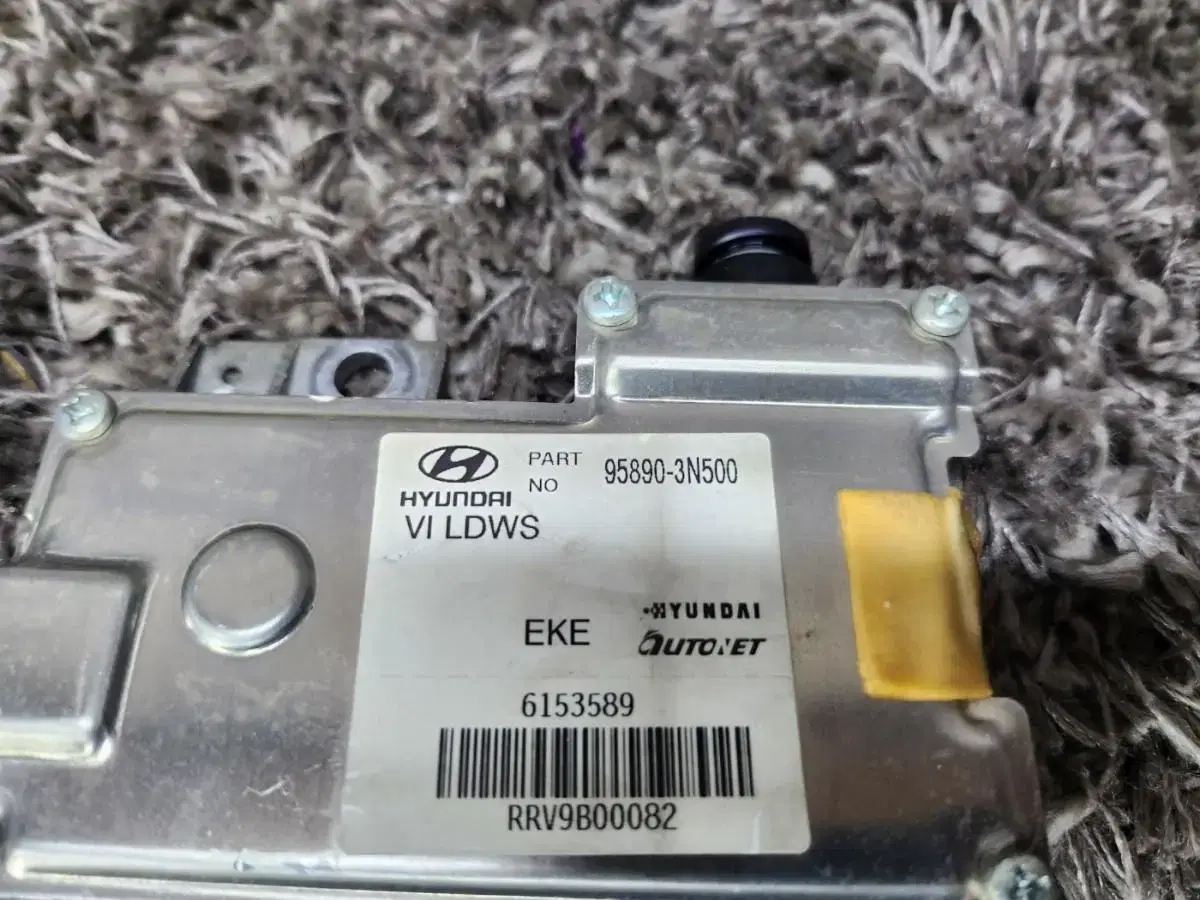 PART NO 95890-3N500
HYUNDAI
VI LDWS
EKE
HYUNDAI
AUTONET
6153589
RRV9B00082